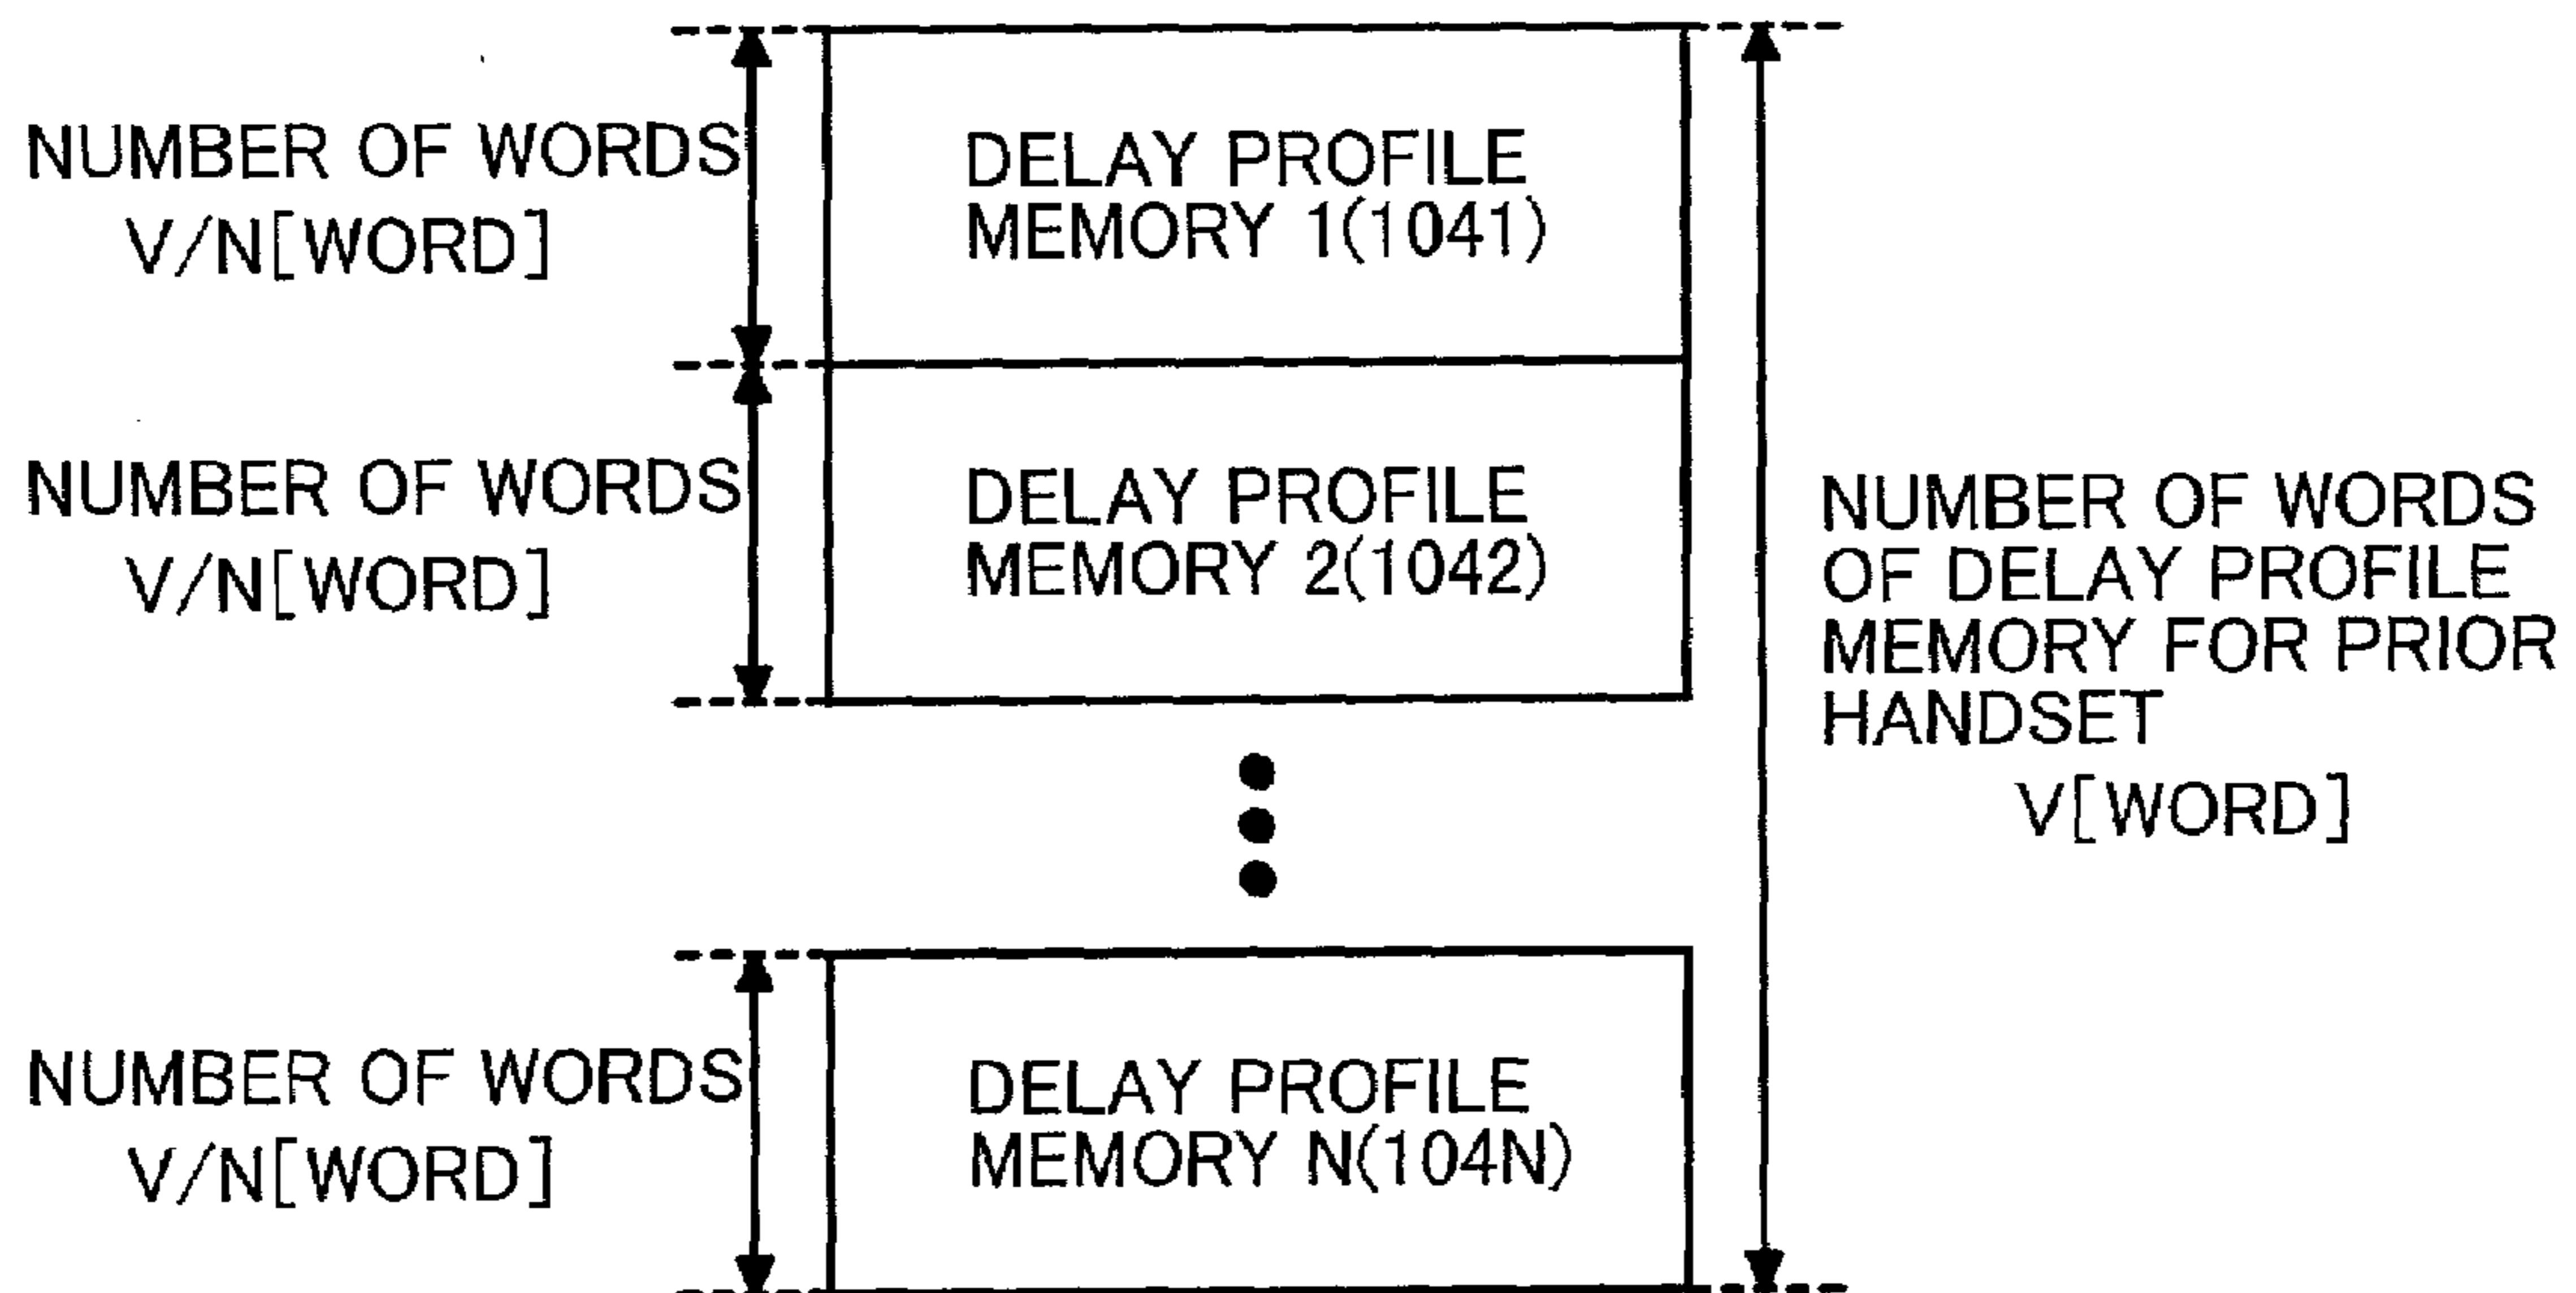 NUMBER OF WORDS
V/N[WORD]
DELAY PROFILE
MEMORY 1(1041)
NUMBER OF WORDS
V/N[WORD]
DELAY PROFILE
MEMORY 2(1042)
NUMBER OF WORDS
OF DELAY PROFILE
MEMORY FOR PRIOR
HANDSET
V[WORD]
NUMBER OF WORDS
V/N[WORD]
DELAY PROFILE
MEMORY N(104N)